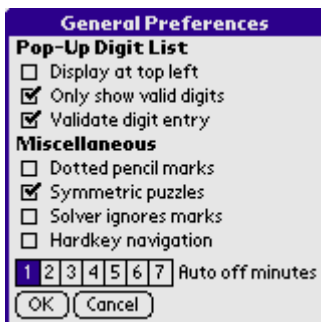 General Preferences
Pop-Up Digit List
Display at top left
Only show valid digits
Validate digit entry
Miscellaneous
Dotted pencil marks
Symmetric puzzles
Solver ignores marks
Hardkey navigation
1 2 3 4 5 6 7 Auto off minutes
OK Cancel